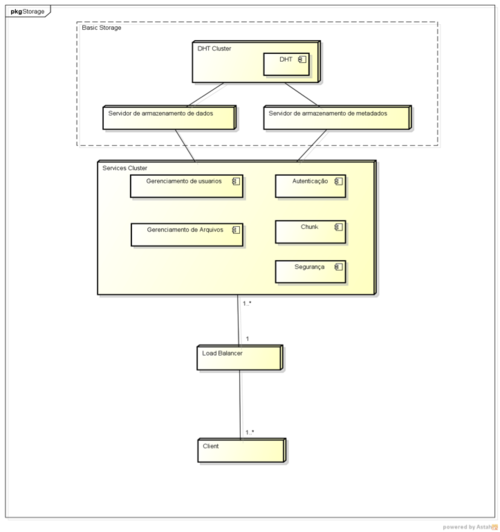 pkg Storage
Basic Storage
DHT Cluster
DHT
Servidor de armazenamento de dados
Servidor de armazenamento de metadados
Services Cluster
Gerenciamento de usuarios
Autenticação
Gerenciamento de Arquivos
Chunk
Segurança
1..*
1
Load Balancer
1..*
Client
powered by Astah